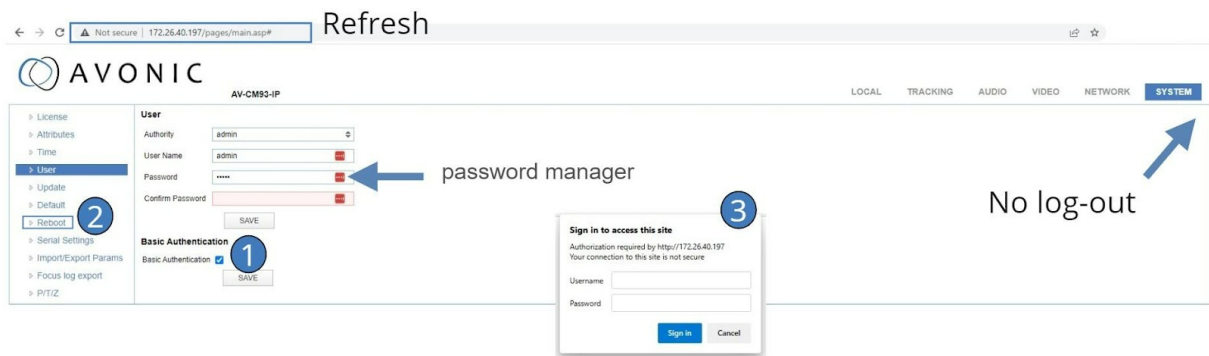 Refresh
Not secure | 172.26.40.197/pages/main.asp#
AVONIC
AV-CM93-IP
LOCAL TRACKING AUDIO VIDEO NETWORK SYSTEM
License
Attributes
Time
User
Update
Default
Reboot
Serial Settings
Import/Export Params
Focus log export
P/T/Z
2
User
Authority admin
User Name admin
Password •••••
Confirm Password
SAVE
Basic Authentication
Basic Authentication
1
SAVE
password manager
No log-out
3
Sign in to access this site
Authorization required by http://172.26.40.197
Your connection to this site is not secure
Username
Password
Sign in Cancel